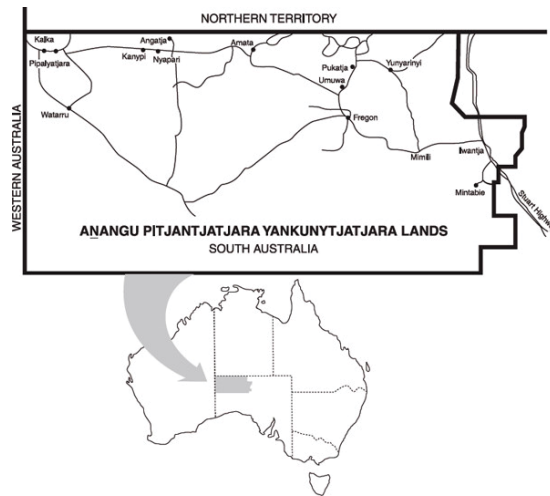 NORTHERN TERRITORY
Kalka
Angatja
Amata
Pipalyatjara
Kanypi
Nyapari
Pukatja
Yunyarinyi
Umuwa
Watarru
Fregon
Mimili
Iwantja
Mintabie
WESTERN AUSTRALIA
Stuart Highw
AṈANGU PITJANTJATJARA YANKUNYTJATJARA LANDS
SOUTH AUSTRALIA